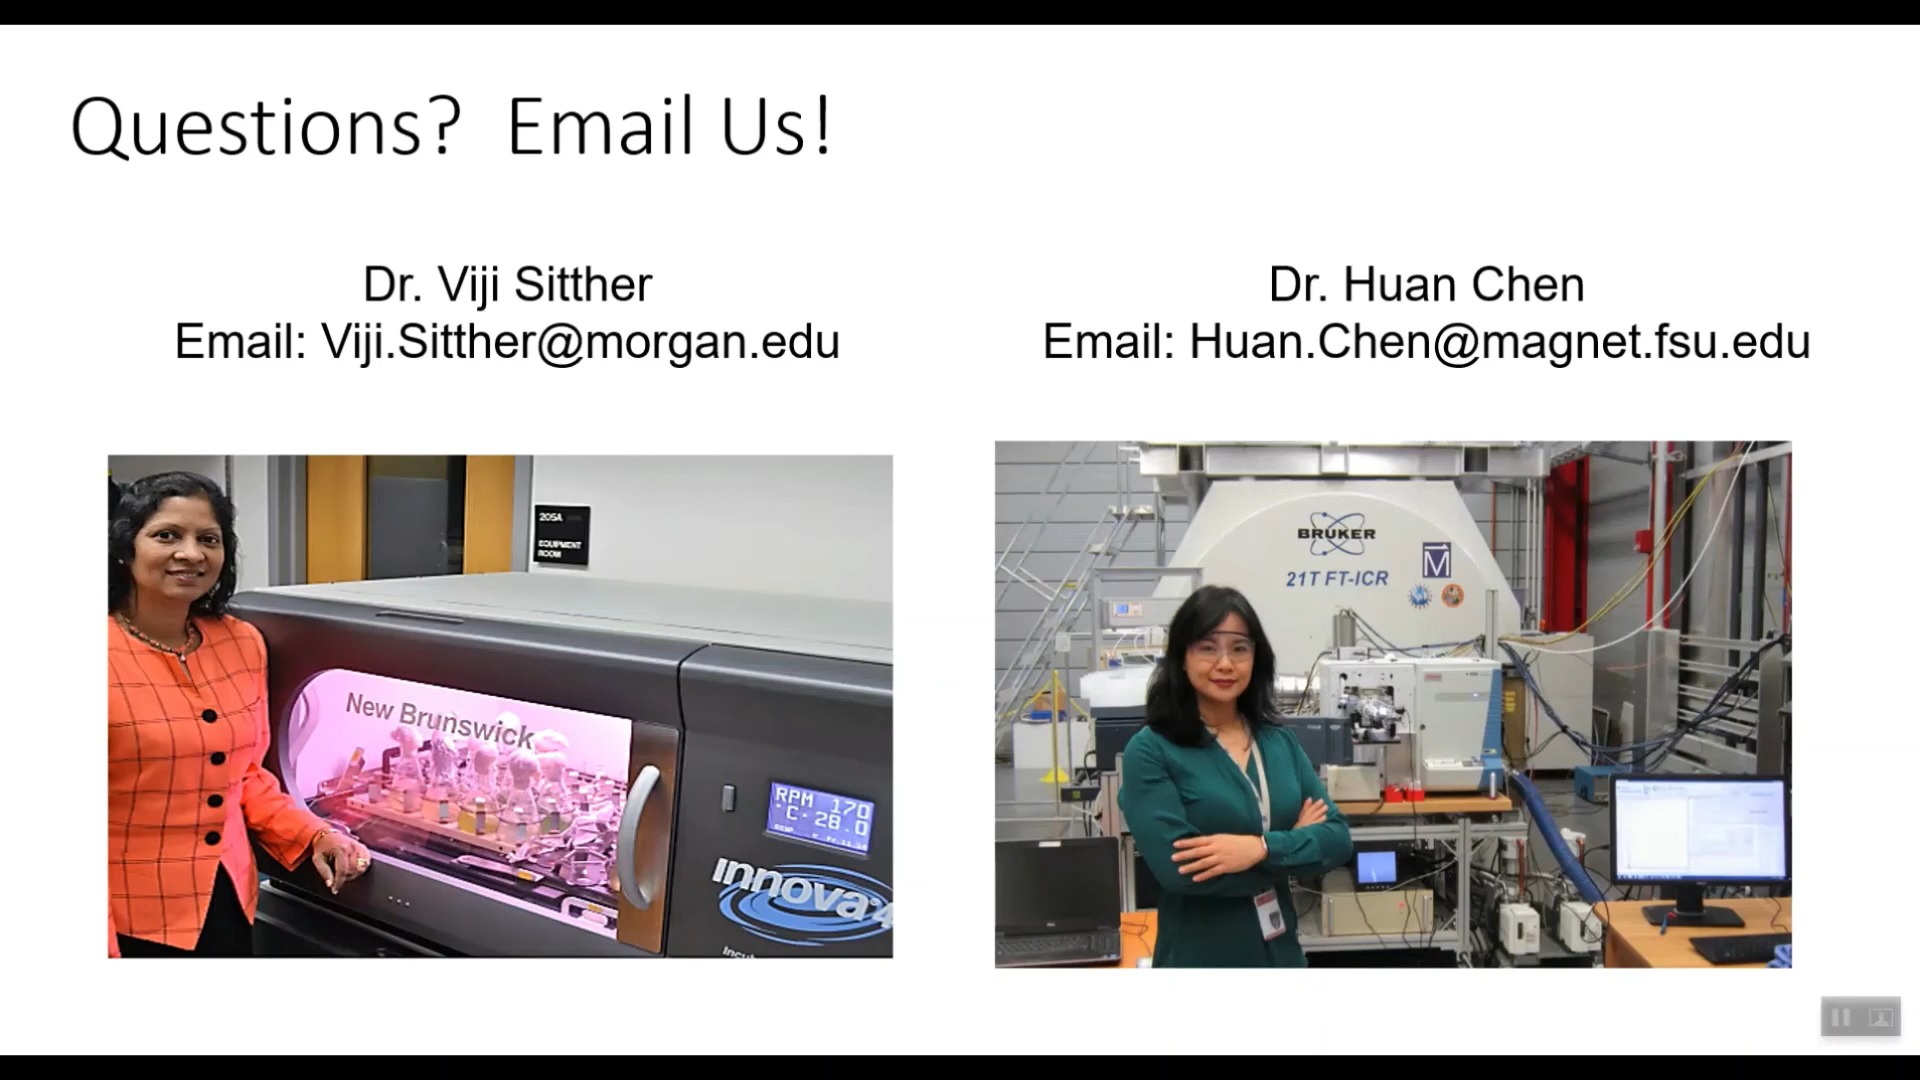 Questions?  Email Us!
Dr. Viji Sitther
Email: Viji.Sitther@morgan.edu
Dr. Huan Chen
Email: Huan.Chen@magnet.fsu.edu
205A
EQUIPMENT
ROOM
New Brunswick
RPM 170
°C 28.0
innova 4
BRUKER
M
21T FT-ICR